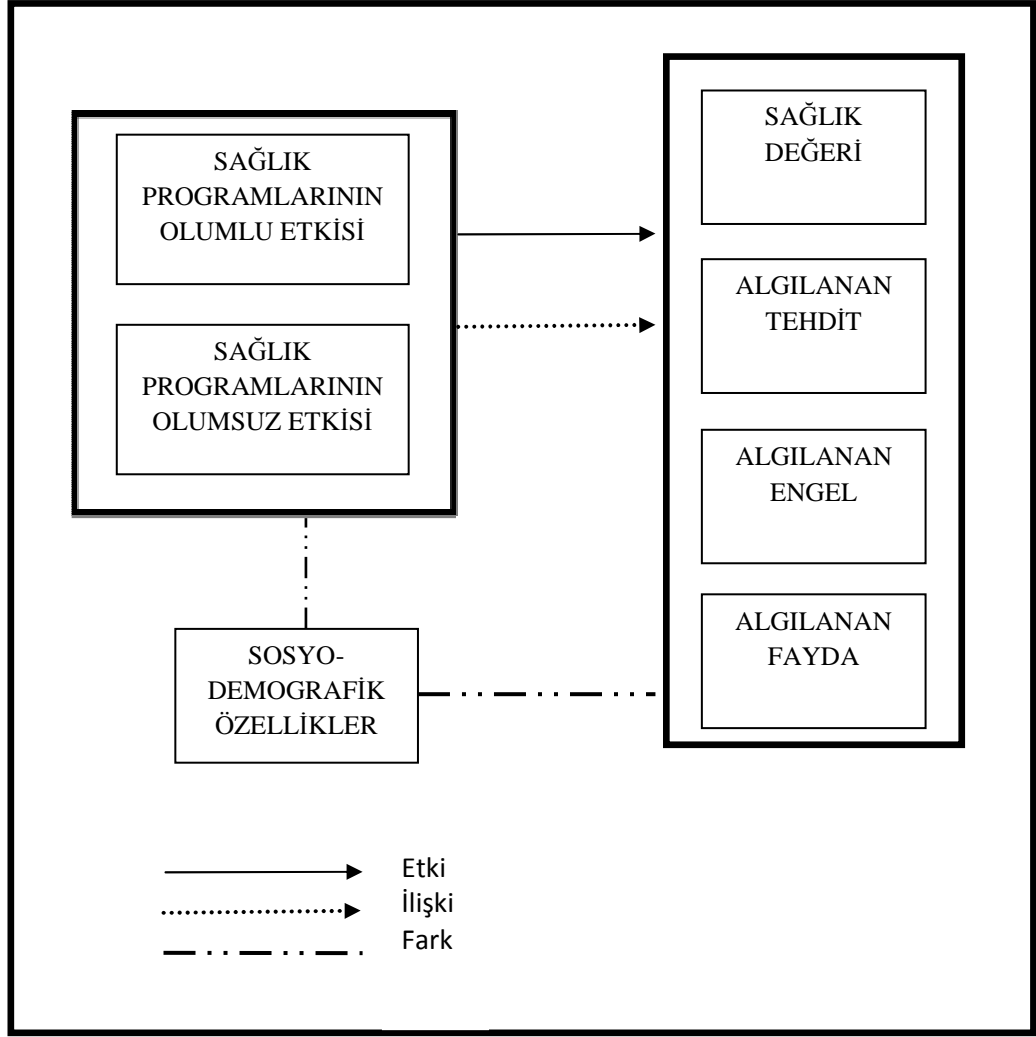 SAĞLIK
PROGRAMLARININ
OLUMLU ETKİSİ
SAĞLIK
PROGRAMLARININ
OLUMSUZ ETKİSİ
SOSYO-
DEMOGRAFİK
ÖZELLİKLER
SAĞLIK
DEĞERİ
ALGILANAN
TEHDİT
ALGILANAN
ENGEL
ALGILANAN
FAYDA
Etki
İlişki
Fark